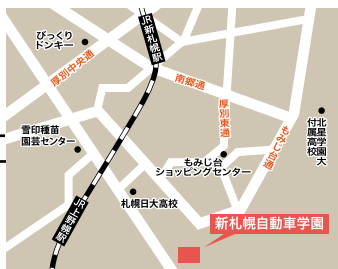 びっくり
ドンキー
JR新札幌駅
厚別中央通
南郷通
厚別東通
もみじ台通
北星学園大
付属高校
雪印種苗
園芸センター
もみじ台
ショッピングセンター
札幌日大高校
JR上野幌駅
新札幌自動車学園